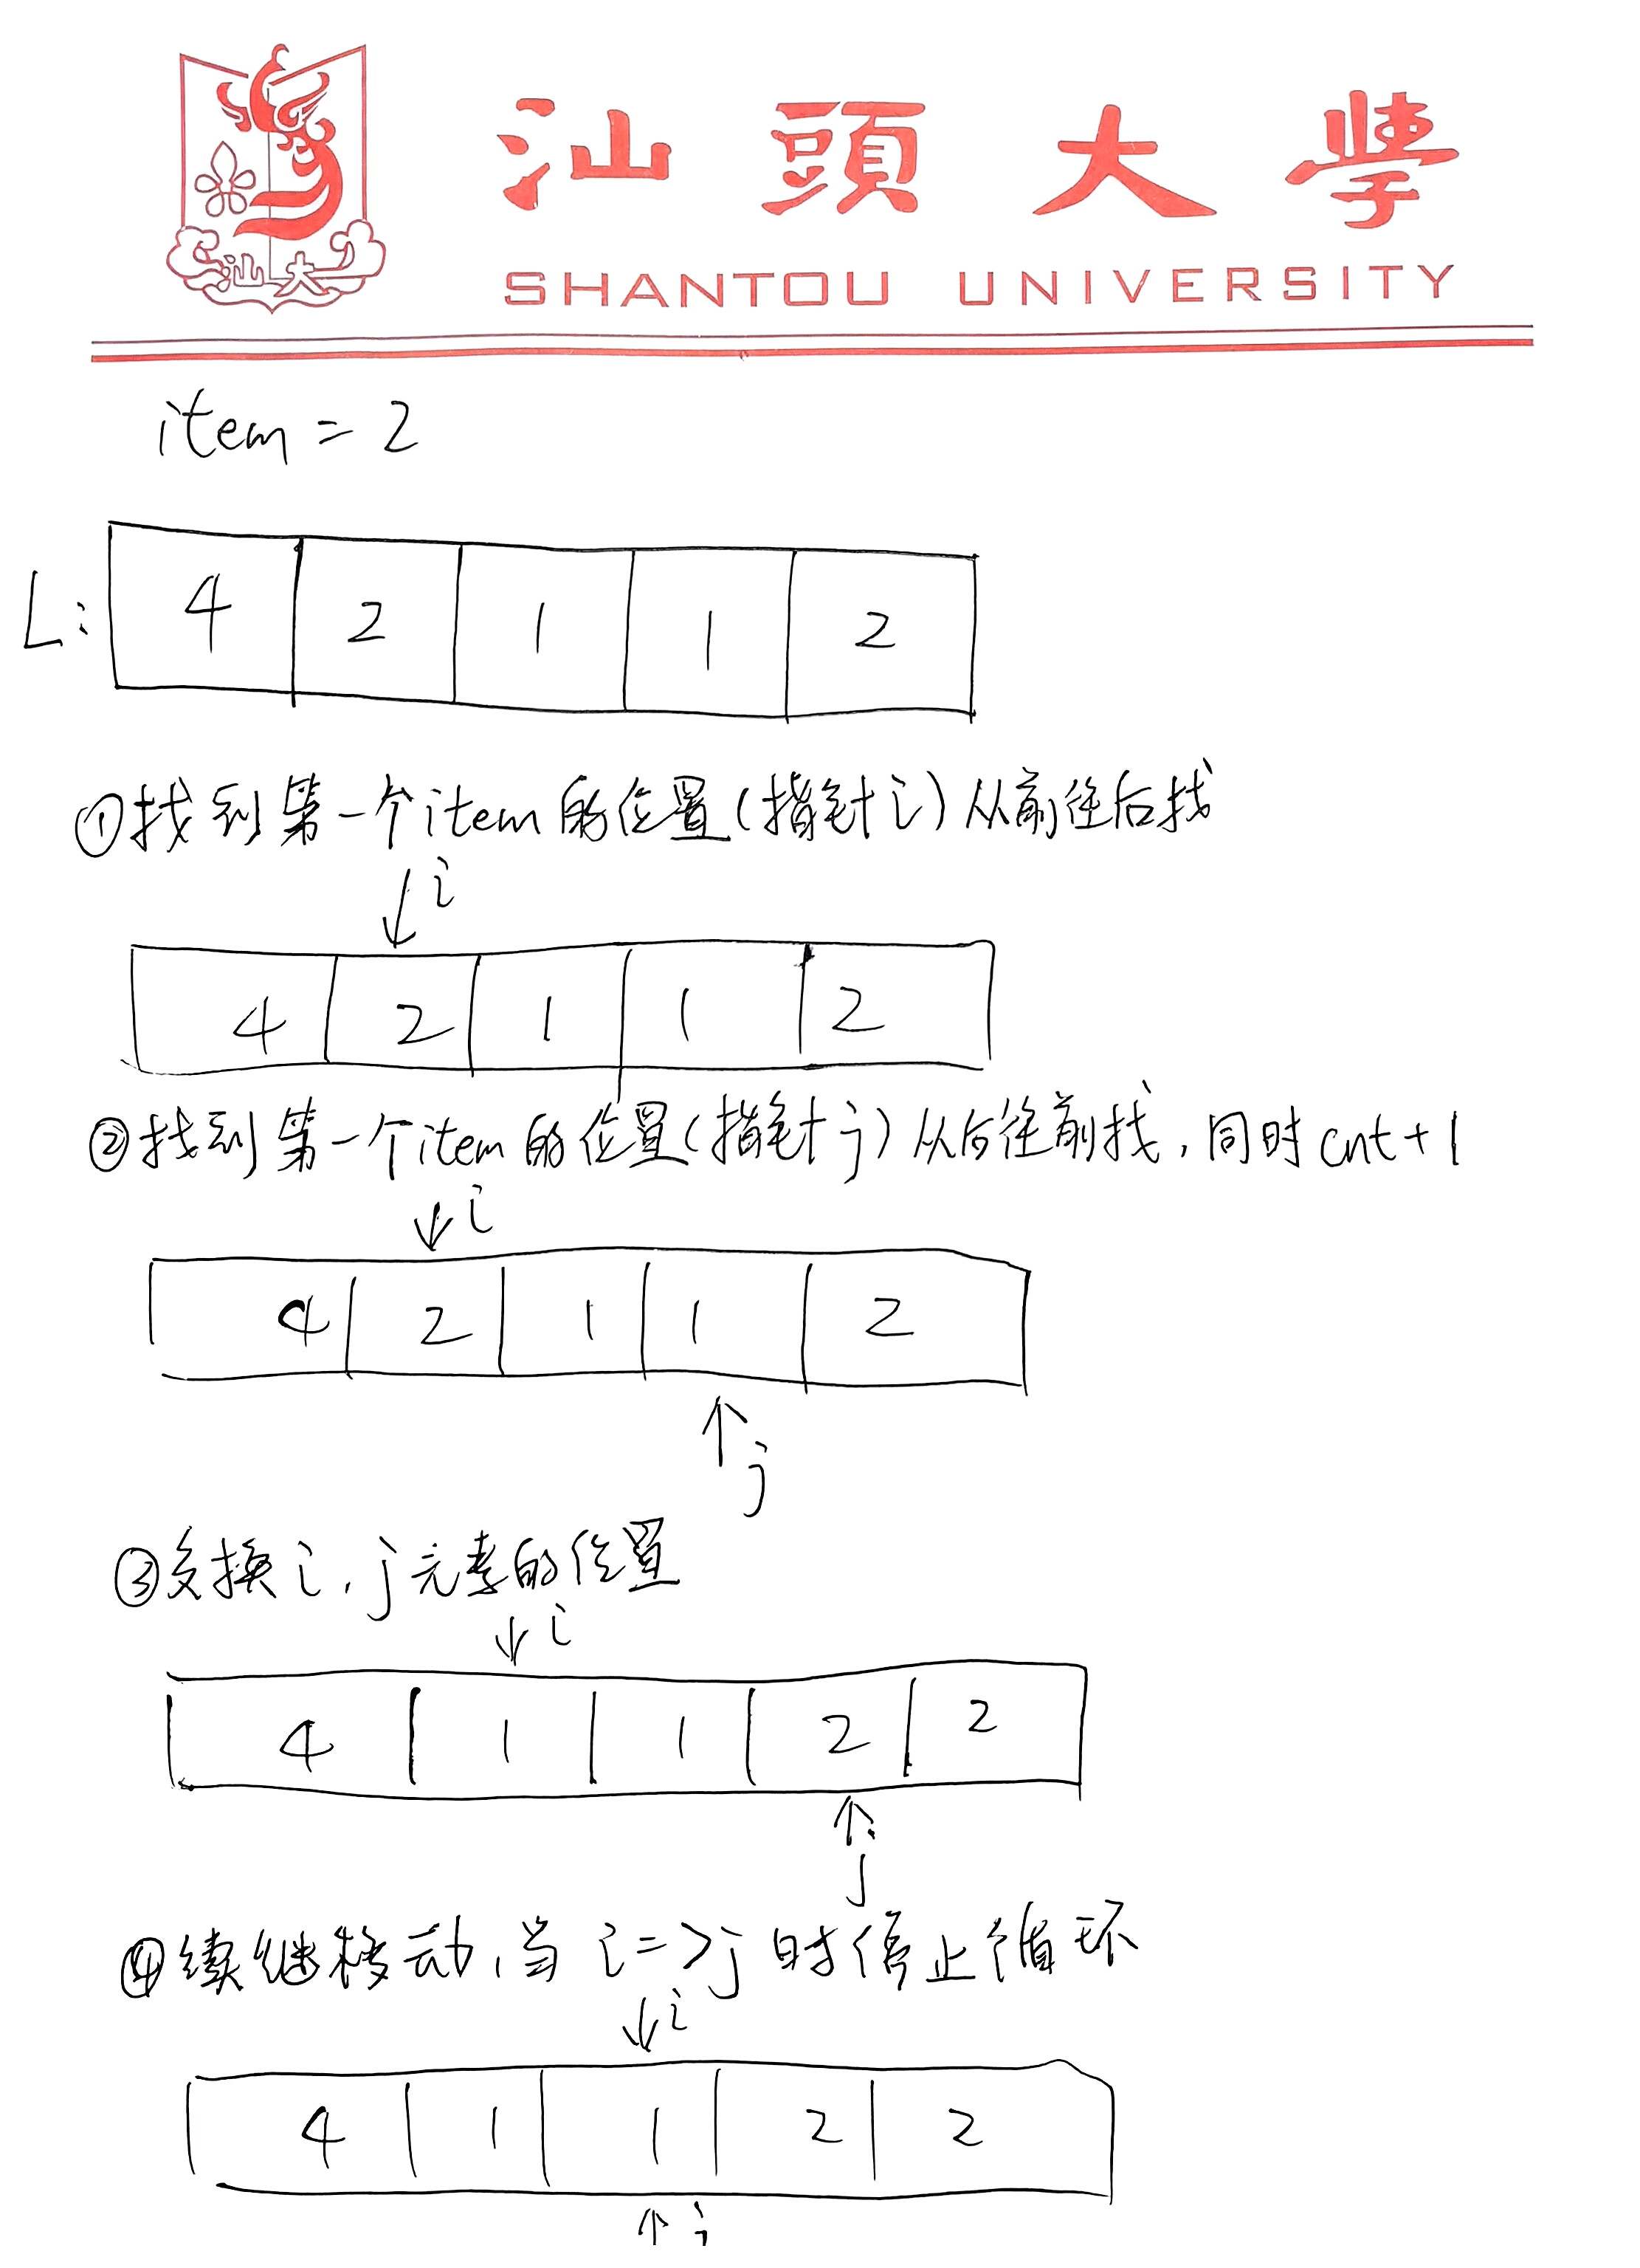 汕大
汕頭大學
SHANTOU UNIVERSITY
item = 2
L: 4 2 1 1 2
①找到第一个item的位置(指针i)从前往后找
i
4 2 1 1 2
②找到第一个item的位置(指针j)从后往前找,同时cnt+1
i
4 2 1 1 2
j
③交换i,j元素的位置
i
4 1 1 2 2
j
④续继移动,当i=>j时停止循环
i
4 1 1 2 2
j